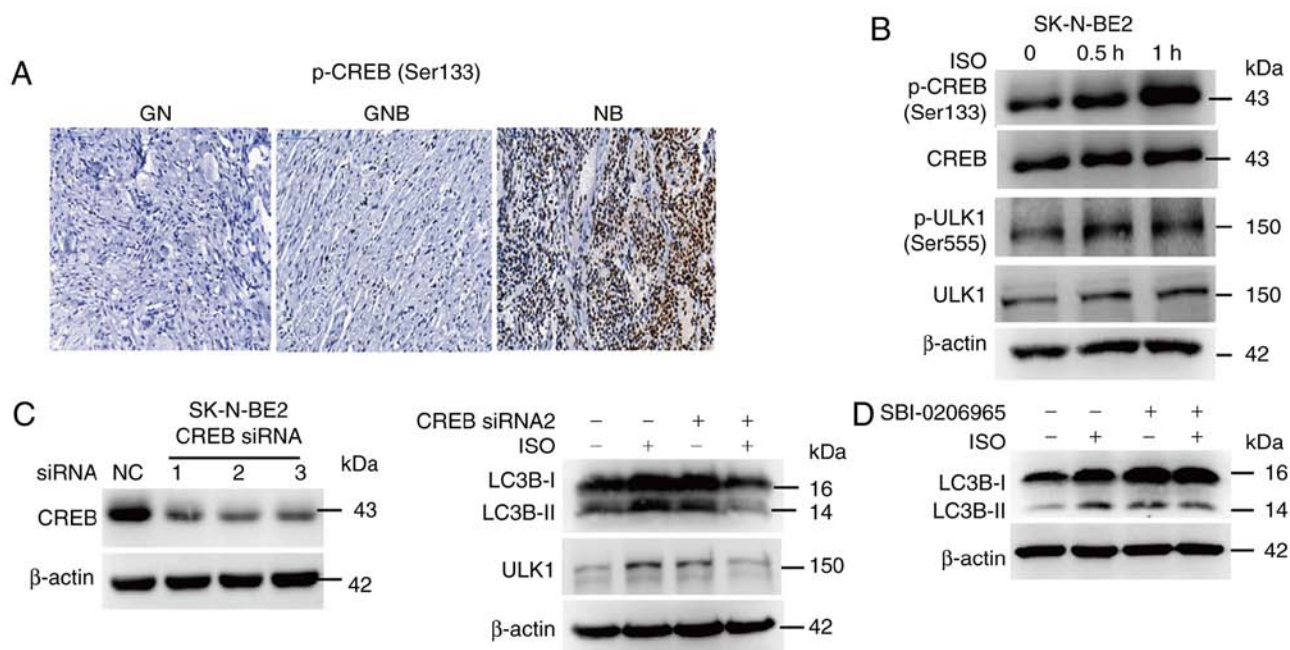 A
p-CREB (Ser133)
GN GNB NB
B
SK-N-BE2
ISO 0 0.5 h 1 h kDa
p-CREB
(Ser133) 43
CREB 43
p-ULK1
(Ser555) 150
ULK1 150
β-actin 42
C
SK-N-BE2
CREB siRNA
siRNA NC 1 2 3 kDa
CREB 43
β-actin 42
CREB siRNA2 – – + +
ISO – + – +
LC3B-I 16
LC3B-II 14
ULK1 150
β-actin 42
D
SBI-0206965 – – + +
ISO – + – +
LC3B-I 16
LC3B-II 14
β-actin 42